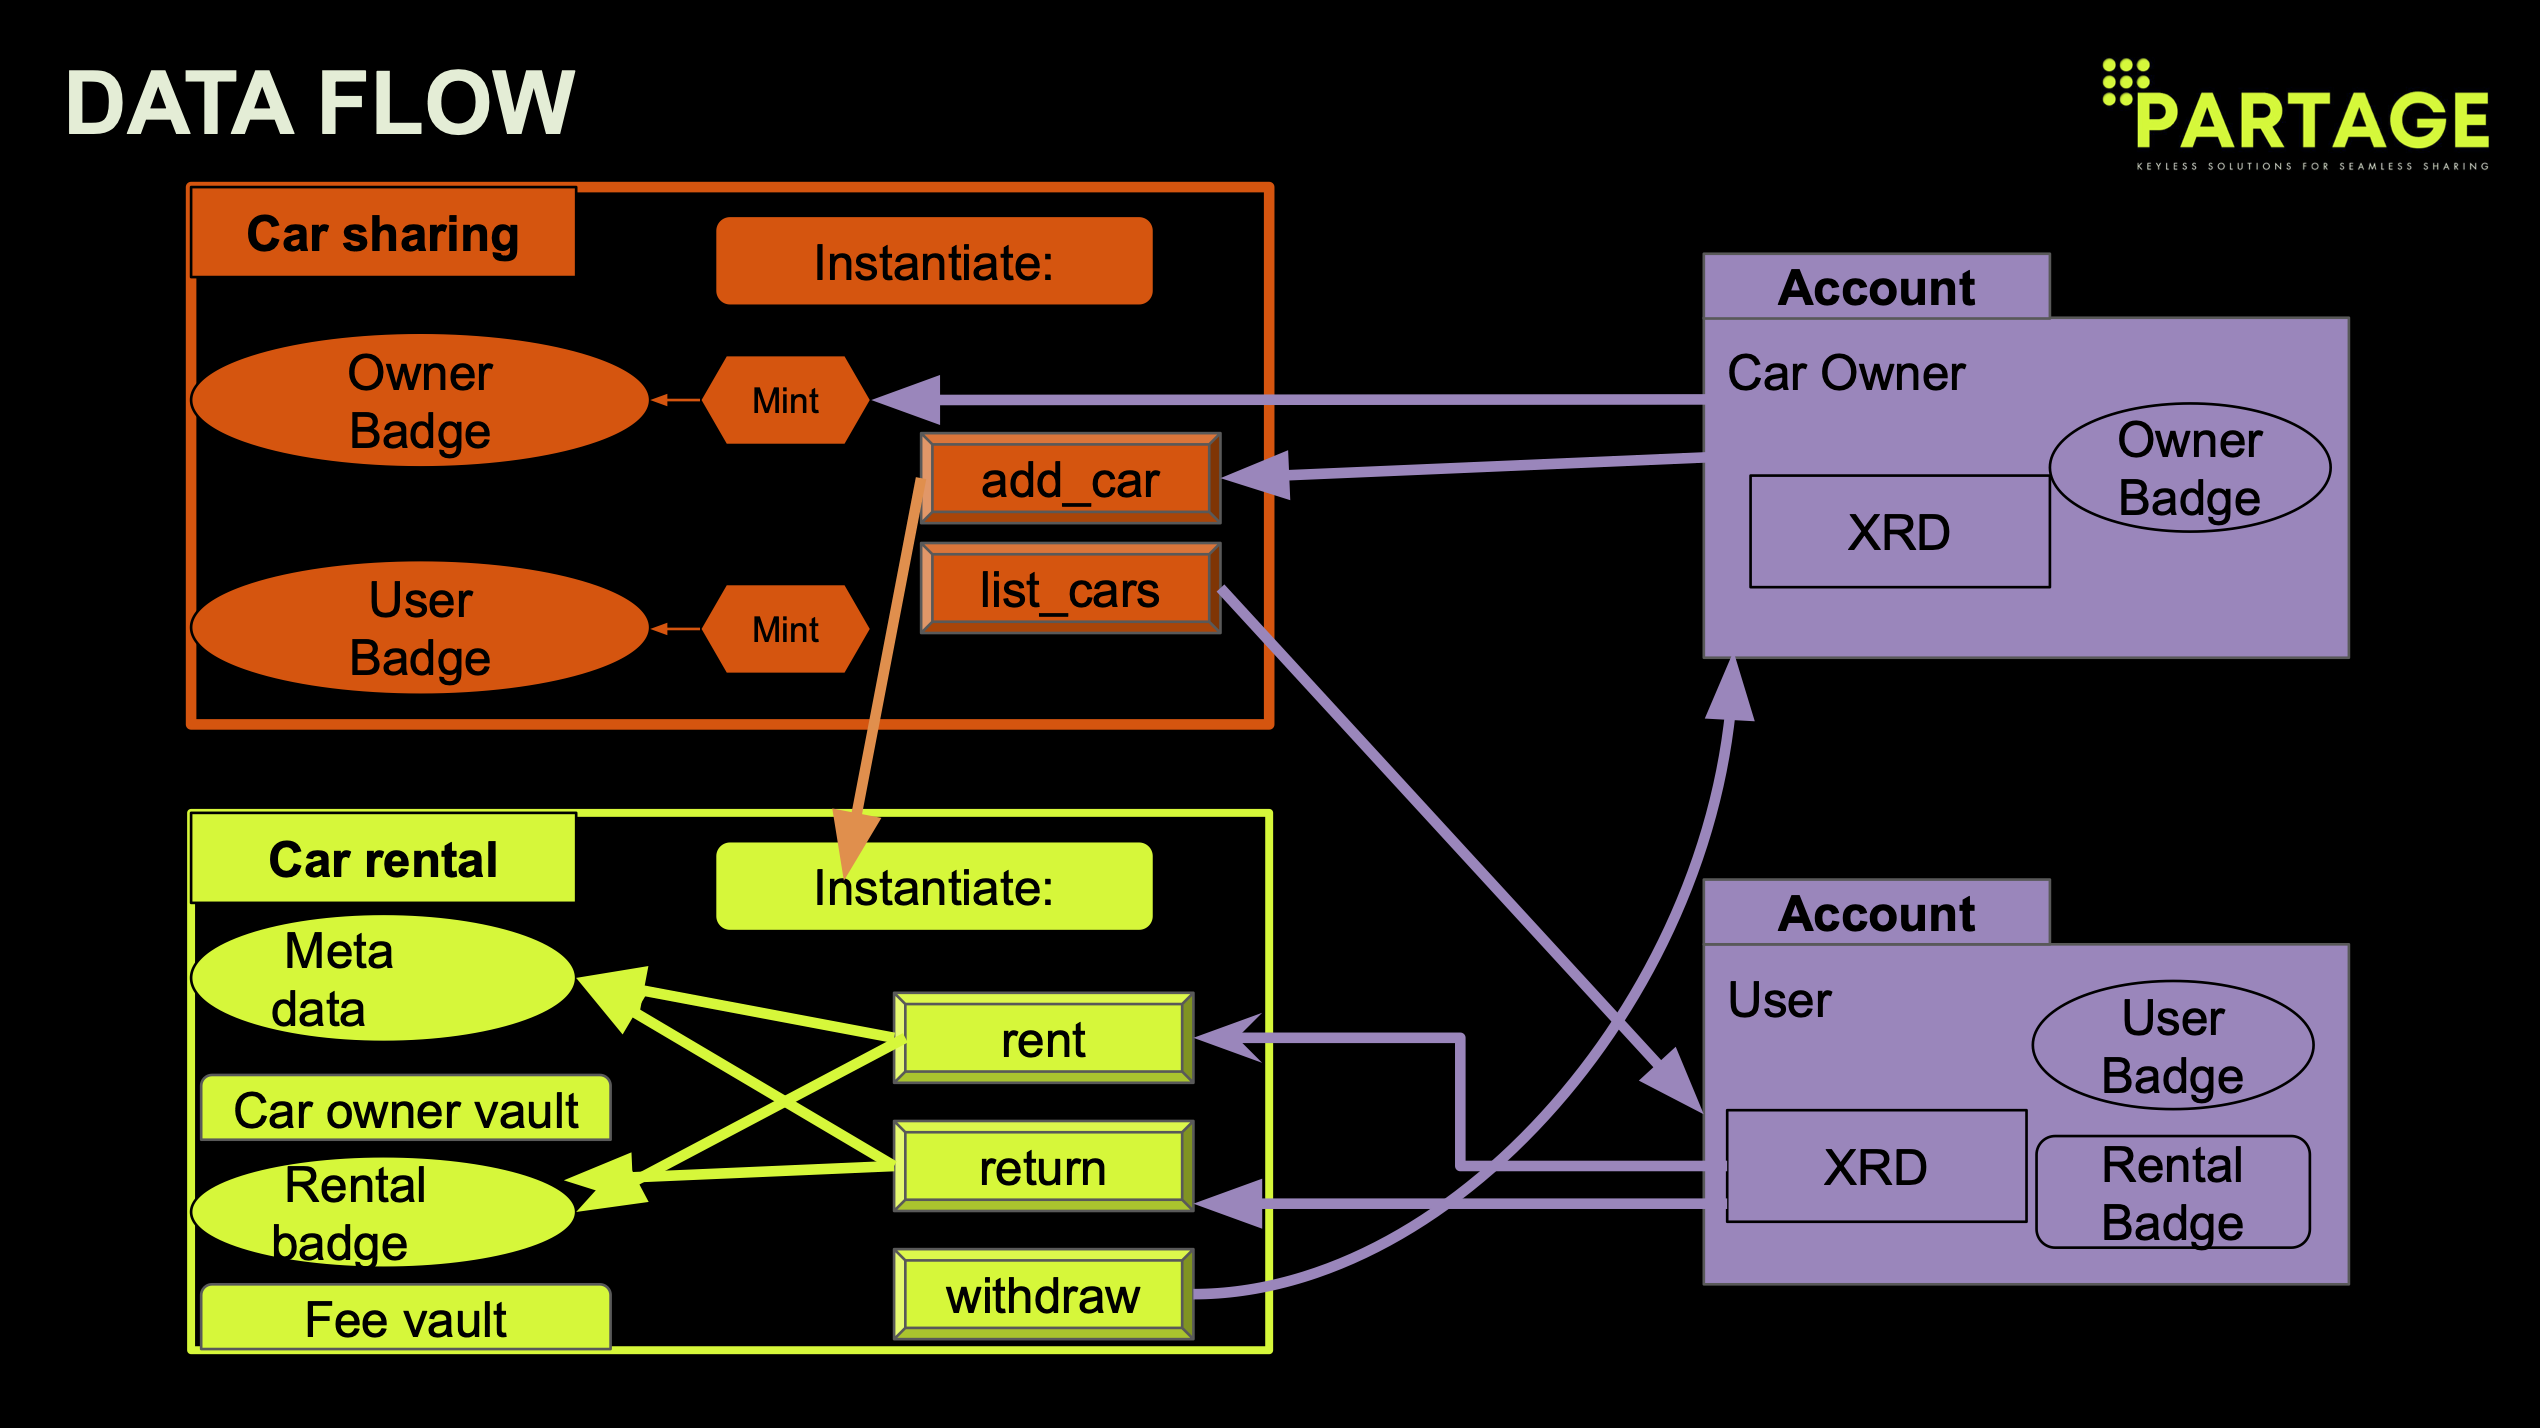 DATA FLOW
PARTAGE
KEYLESS SOLUTIONS FOR SEAMLESS SHARING
Car sharing
Instantiate:
Owner
Badge
Mint
add_car
list_cars
User
Badge
Mint
Account
Car Owner
Owner
Badge
XRD
Car rental
Instantiate:
Meta
data
rent
Car owner vault
return
Rental
badge
withdraw
Fee vault
Account
User
User
Badge
XRD
Rental
Badge